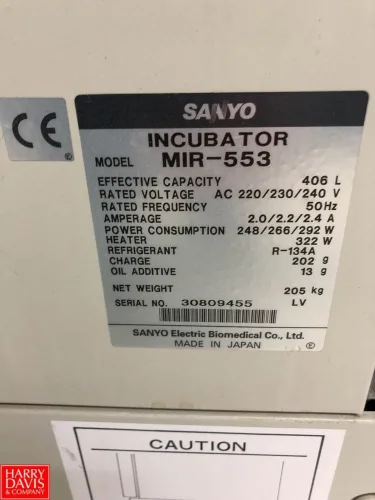 SANYO
CE
INCUBATOR
MODEL MIR-553
EFFECTIVE CAPACITY 406 L
RATED VOLTAGE AC 220/230/240 V
RATED FREQUENCY 50Hz
AMPERAGE 2.0/2.2/2.4 A
POWER CONSUMPTION 248/266/292 W
HEATER 322 W
REFRIGERANT R-134A
CHARGE 202 g
OIL ADDITIVE 13 g
NET WEIGHT 205 kg
SERIAL NO. 30809455 LV
SANYO Electric Biomedical Co., Ltd.
MADE IN JAPAN Ⓔ
CAUTION
HARRY
DAVIS
& COMPANY